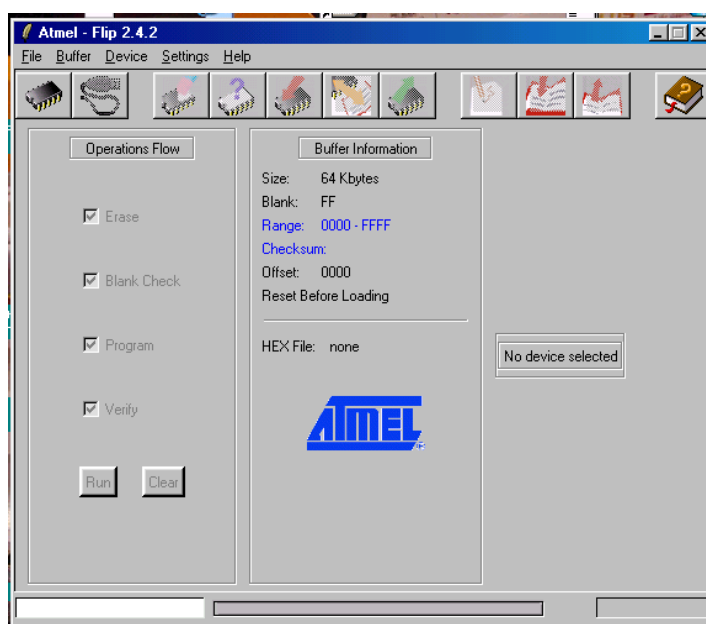 Atmel - Flip 2.4.2
File Buffer Device Settings Help
Operations Flow
Erase
Blank Check
Program
Verify
Run Clear
Buffer Information
Size: 64 Kbytes
Blank: FF
Range: 0000 - FFFF
Checksum:
Offset: 0000
Reset Before Loading
HEX File: none
ATMEL
No device selected